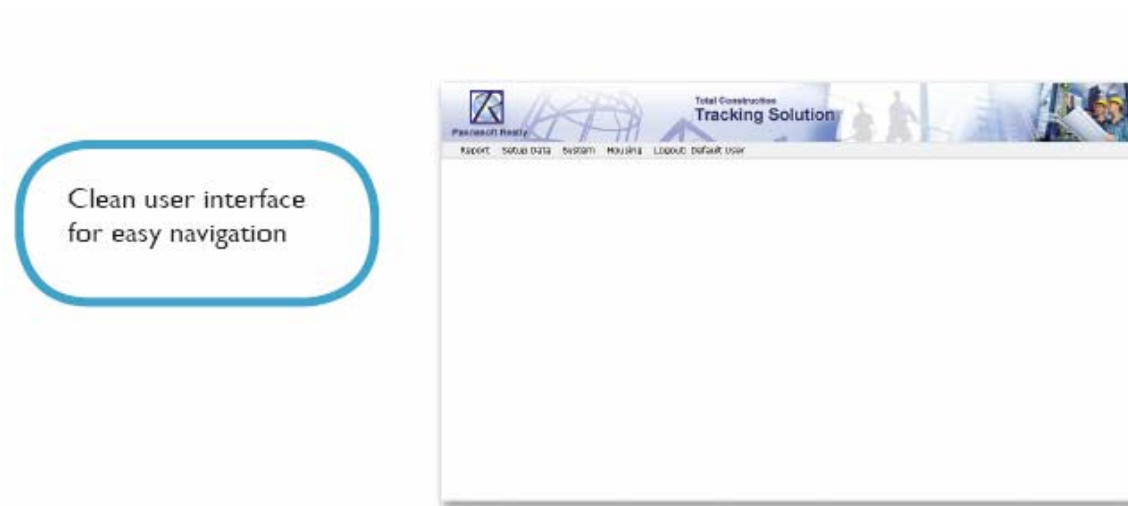 Clean user interface
for easy navigation
Total Construction
Tracking Solution
Realty
Report Setup Data System Housing Logout: Default User